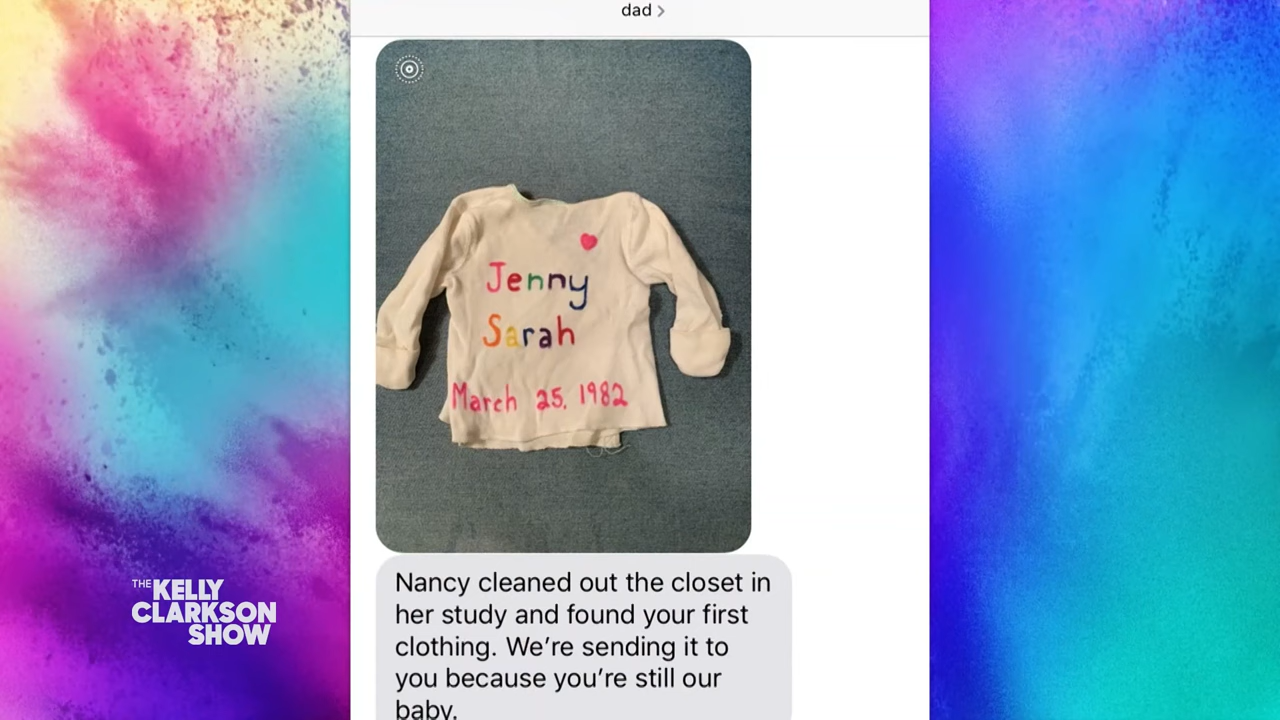 dad
Jenny
Sarah
March 25, 1982
Nancy cleaned out the closet in
her study and found your first
clothing. We’re sending it to
you because you’re still our
baby.
THE KELLY
CLARKSON
SHOW